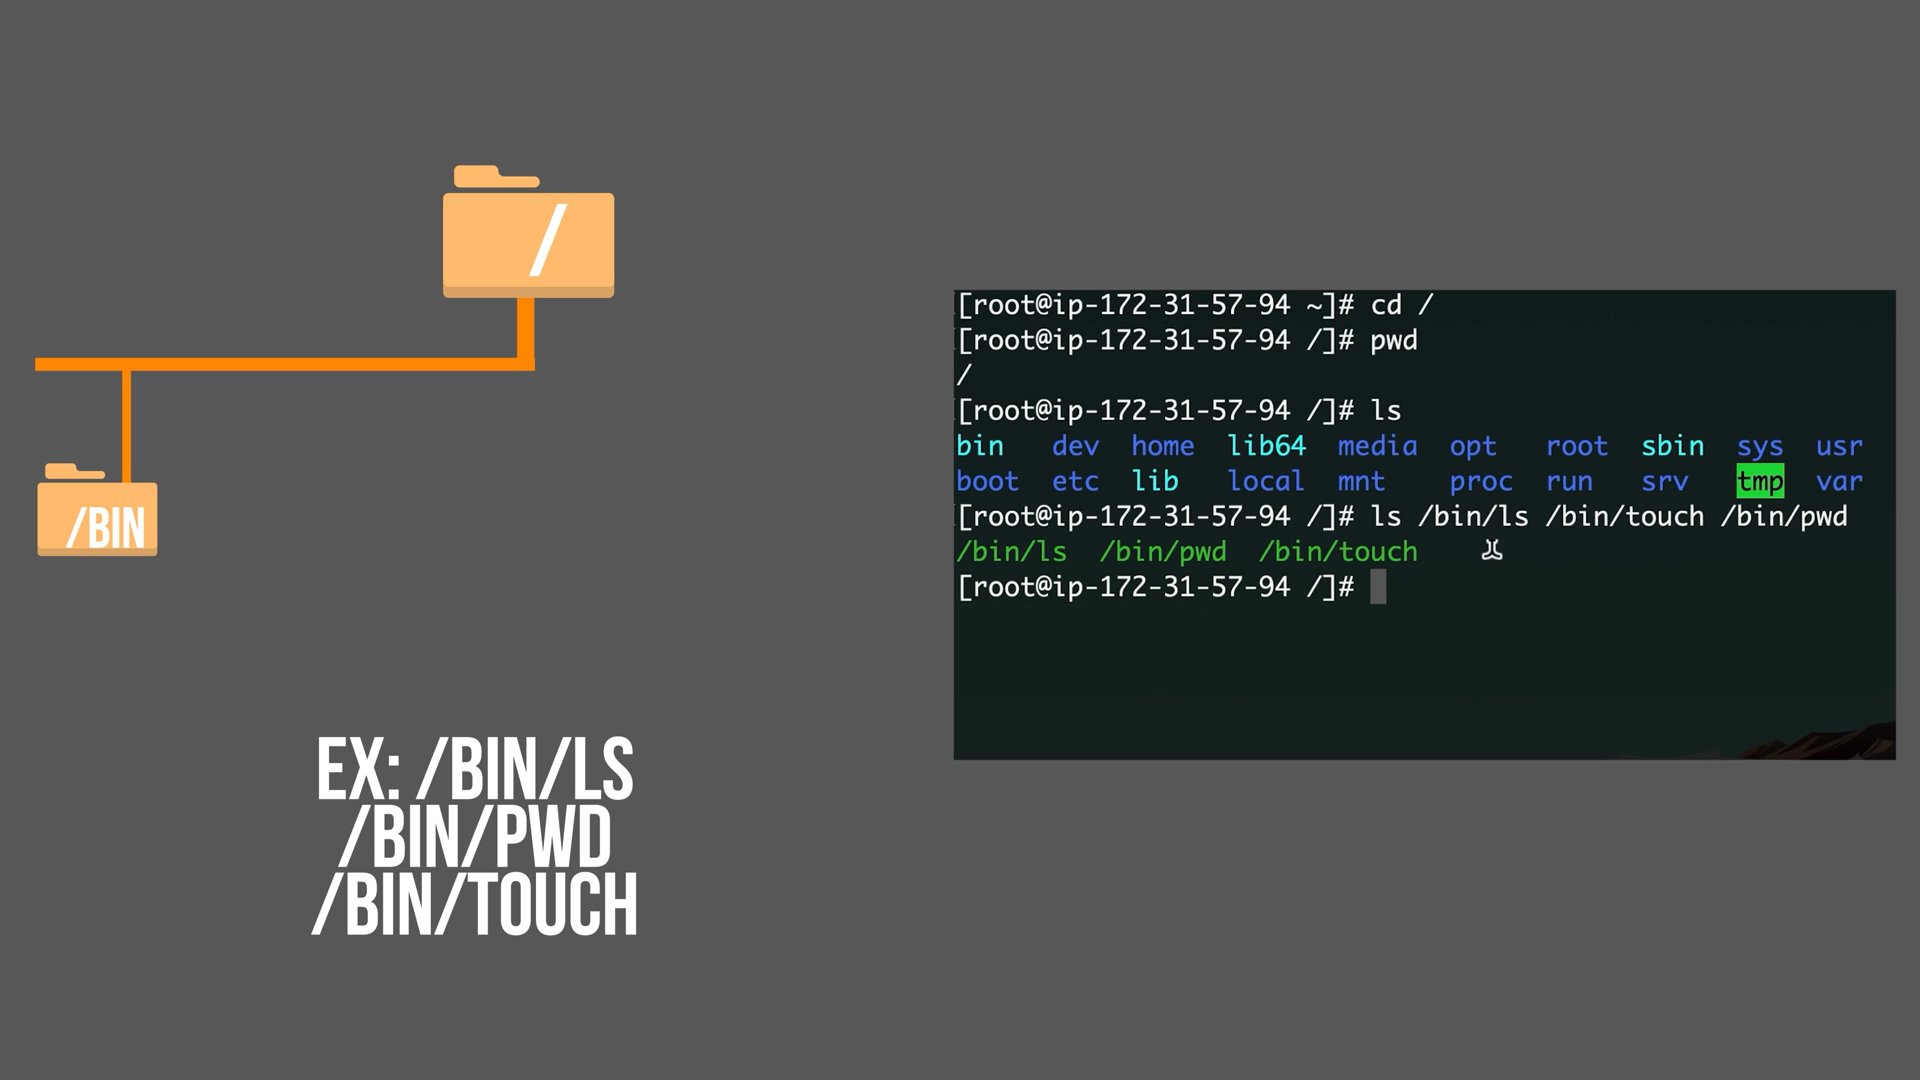 /
/BIN
EX: /BIN/LS
/BIN/PWD
/BIN/TOUCH
[root@ip-172-31-57-94 ~]# cd /
[root@ip-172-31-57-94 /]# pwd
/
[root@ip-172-31-57-94 /]# ls
bin dev home lib64 media opt root sbin sys usr
boot etc lib local mnt proc run srv tmp var
[root@ip-172-31-57-94 /]# ls /bin/ls /bin/touch /bin/pwd
/bin/ls /bin/pwd /bin/touch
[root@ip-172-31-57-94 /]#